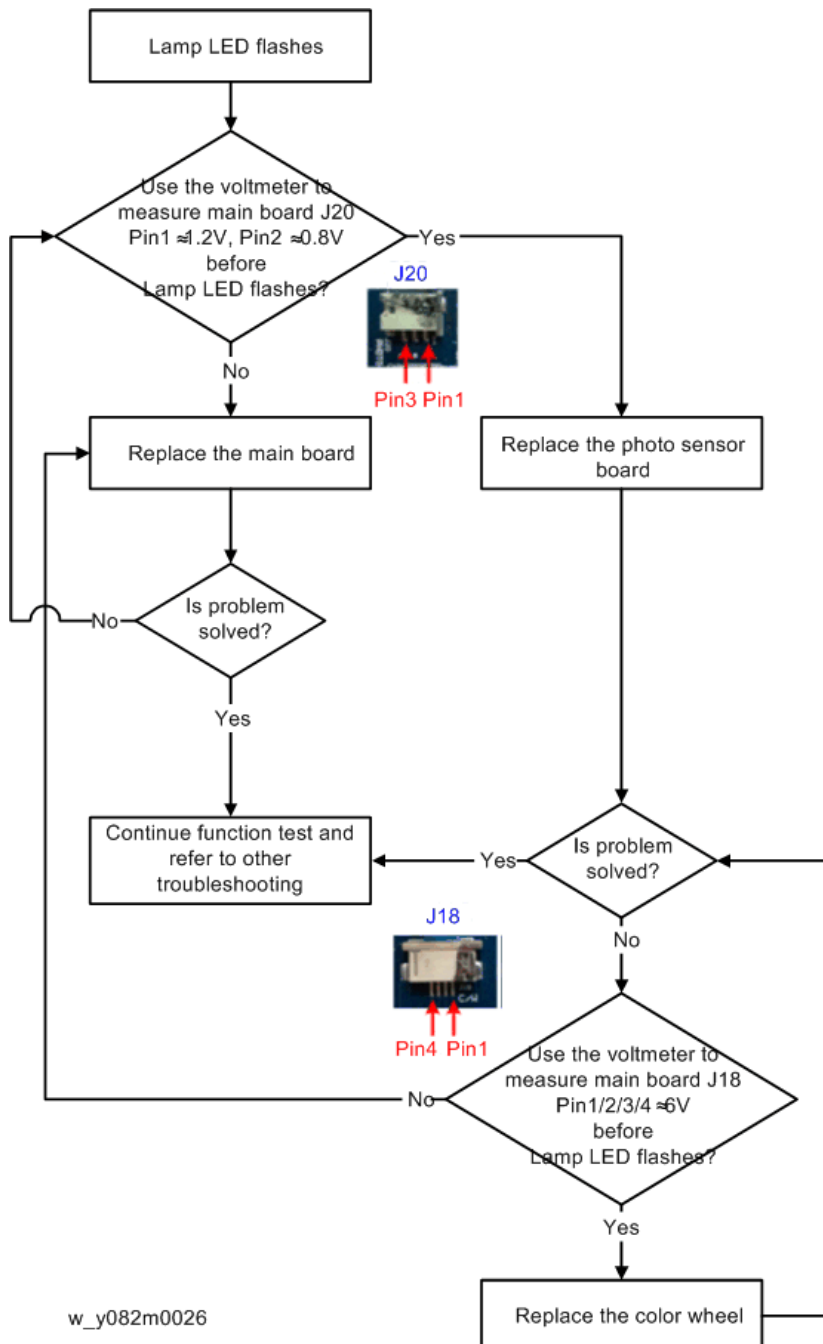 Lamp LED flashes
Use the voltmeter to
measure main board J20
Pin1 ≈1.2V, Pin2 ≈0.8V
before
Lamp LED flashes?
Yes
J20
Pin3 Pin1
No
Replace the main board
Replace the photo sensor
board
Is problem
solved?
No
Yes
Continue function test and
refer to other
troubleshooting
Yes
Is problem
solved?
J18
No
Pin4 Pin1
Use the voltmeter to
measure main board J18
Pin1/2/3/4 ≈6V
before
Lamp LED flashes?
No
Yes
Replace the color wheel
w_y082m0026